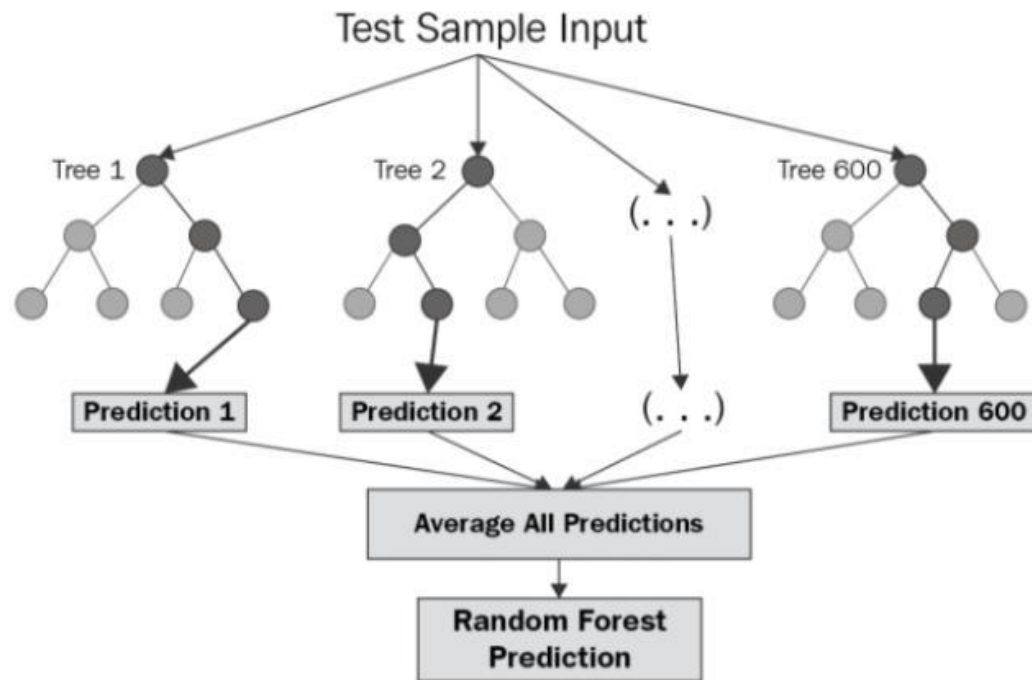 Test Sample Input
Tree 1
Tree 2
(. . .)
Tree 600
Prediction 1
Prediction 2
(. . .)
Prediction 600
Average All Predictions
Random Forest
Prediction